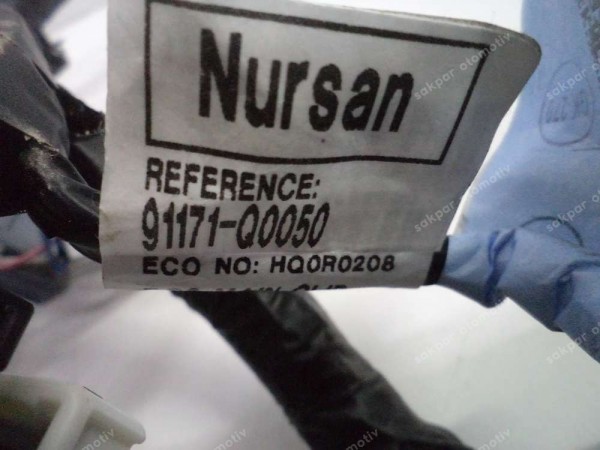 Nursan
REFERENCE:
91171-Q0050
ECO NO: HQ0R0208
sakpar otomotiv